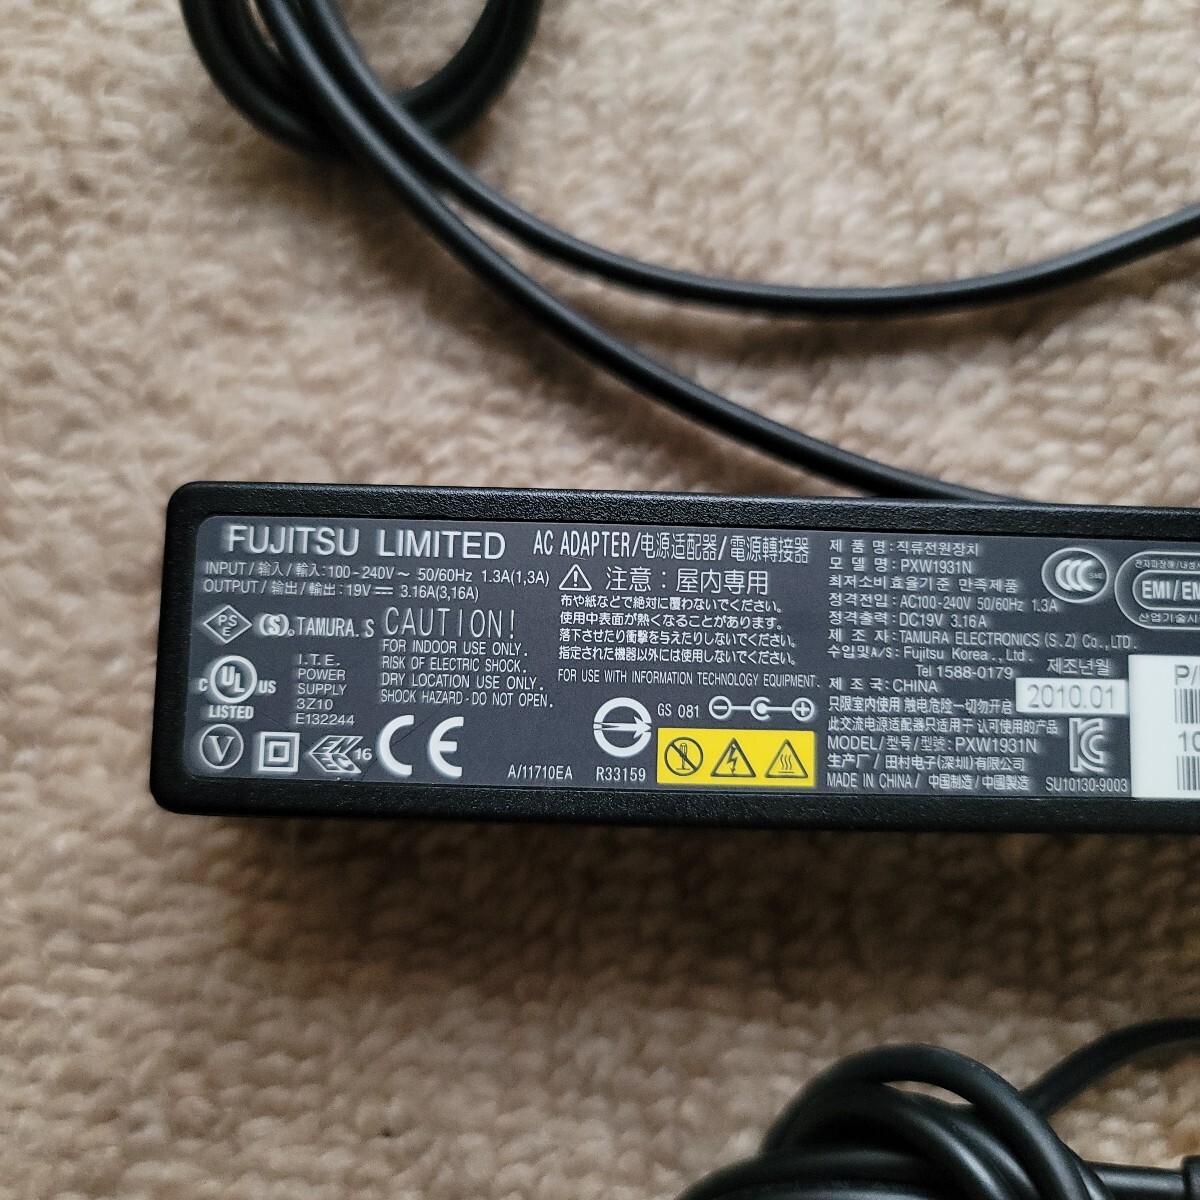 FUJITSU LIMITED
AC ADAPTER/电源适配器/電源轉接器
INPUT/输入/輸入:100-240V～ 50/60Hz 1.3A(1,3A)
OUTPUT/输出/輸出:19V⎓ 3.16A(3,16A)
PSE
(S)。TAMURA. S
CAUTION!
FOR INDOOR USE ONLY.
RISK OF ELECTRIC SHOCK.
DRY LOCATION USE ONLY.
SHOCK HAZARD - DO NOT OPEN.
C UL US
LISTED
I.T.E.
POWER
SUPPLY
3Z10
E132244
V
16
CE
A/11710EA
注意：屋内専用
布や紙などで絶対に覆わないでください。
使用中表面が熱くなることがあります。
落下させたり衝撃を与えたりしないでください。
指定された機器以外には使用しないでください。
FOR USE WITH INFORMATION TECHNOLOGY EQUIPMENT.
GS 081
R33159
제 품 명:직류전원장치
모 델 명: PXW1931N
최저소비효율기준 만족제품
정격전입: AC100-240V 50/60Hz 1.3A
정격출력: DC19V 3.16A
제 조 자: TAMURA ELECTRONICS (S.Z) Co., LTD.
수입및A/S: Fujitsu Korea., Ltd.
Tel 1588-0179
제조년월
제 조 국: CHINA
2010.01
只限室内使用 触电危险一切勿开启
此交流电源适配器只适用于 认可使用的产品
MODEL/型号/型號: PXW1931N
生产厂/ 田村电子(深圳)有限公司
MADE IN CHINA/ 中国制造/中國製造
SU10130-9003
CCC
EMI/
P/
10